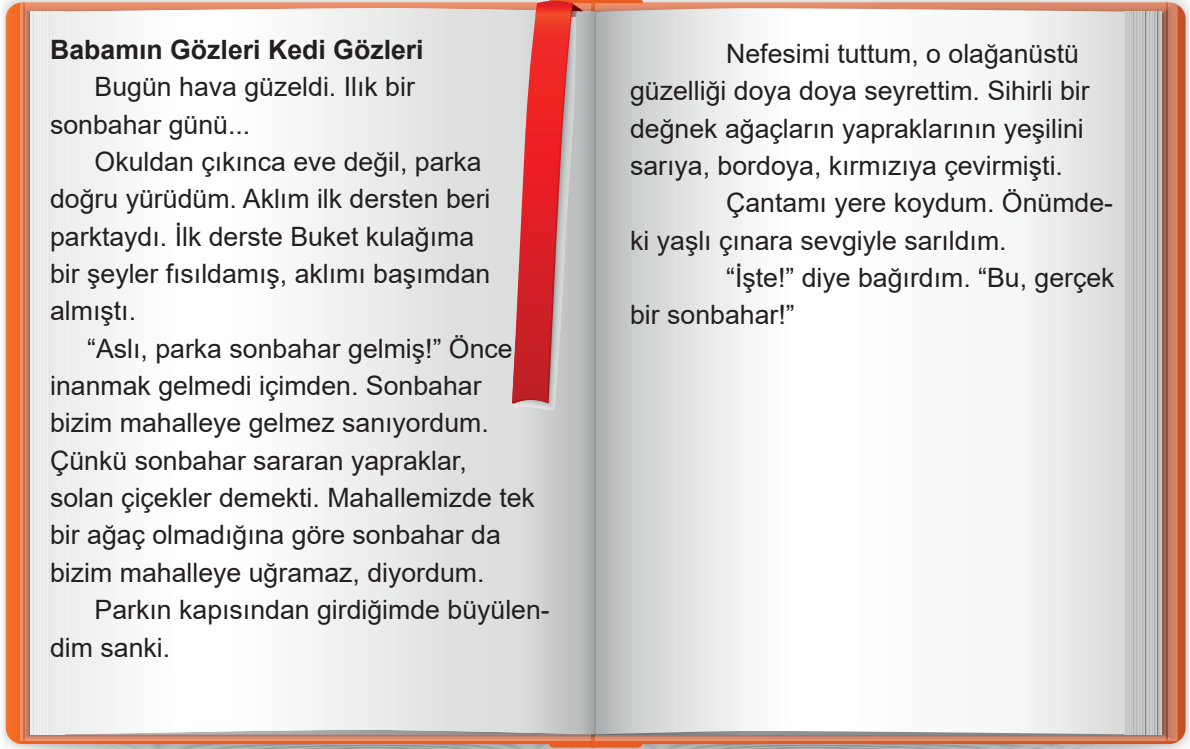 Babamın Gözleri Kedi Gözleri
Bugün hava güzeldi. Ilık bir
sonbahar günü...
Okuldan çıkınca eve değil, parka
doğru yürüdüm. Aklım ilk dersten beri
parktaydı. İlk derste Buket kulağıma
bir şeyler fısıldamış, aklımı başımdan
almıştı.
“Aslı, parka sonbahar gelmiş!” Önce
inanmak gelmedi içimden. Sonbahar
bizim mahalleye gelmez sanıyordum.
Çünkü sonbahar sararan yapraklar,
solan çiçekler demekti. Mahallemizde tek
bir ağaç olmadığına göre sonbahar da
bizim mahalleye uğramaz, diyordum.
Parkın kapısından girdiğimde büyülen-
dim sanki.
Nefesimi tuttum, o olağanüstü
güzelliği doya doya seyrettim. Sihirli bir
değnek ağaçların yapraklarının yeşilini
sarıya, bordoya, kırmızıya çevirmişti.
Çantamı yere koydum. Önümde-
ki yaşlı çınara sevgiyle sarıldım.
“İşte!” diye bağırdım. “Bu, gerçek
bir sonbahar!”